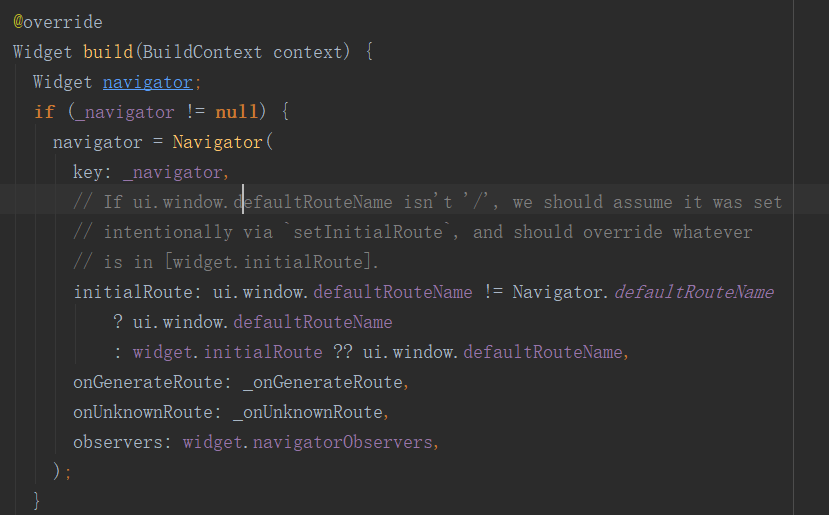 @override
Widget build(BuildContext context) {
Widget navigator;
if (_navigator != null) {
navigator = Navigator(
key: _navigator,
// If ui.window.defaultRouteName isn't '/', we should assume it was set
// intentionally via `setInitialRoute`, and should override whatever
// is in [widget.initialRoute].
initialRoute: ui.window.defaultRouteName != Navigator.defaultRouteName
? ui.window.defaultRouteName
: widget.initialRoute ?? ui.window.defaultRouteName,
onGenerateRoute: _onGenerateRoute,
onUnknownRoute: _onUnknownRoute,
observers: widget.navigatorObservers,
);
}